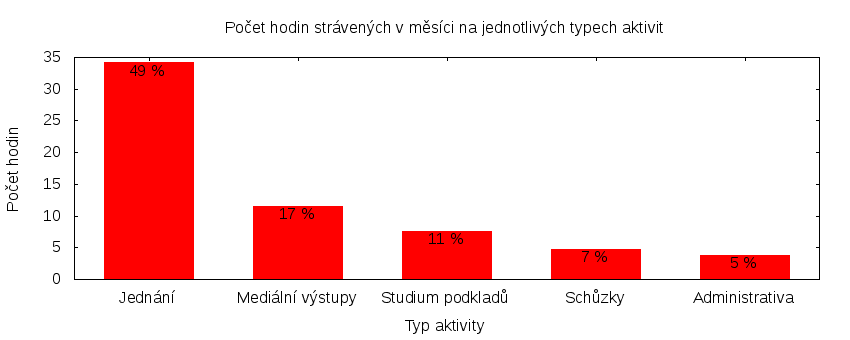 Počet hodin strávených v měsíci na jednotlivých typech aktivit
Počet hodin
35
30
25
20
15
10
5
0
49 %
17 %
11 %
7 %
5 %
Jednání
Mediální výstupy
Studium podkladů
Schůzky
Administrativa
Typ aktivity